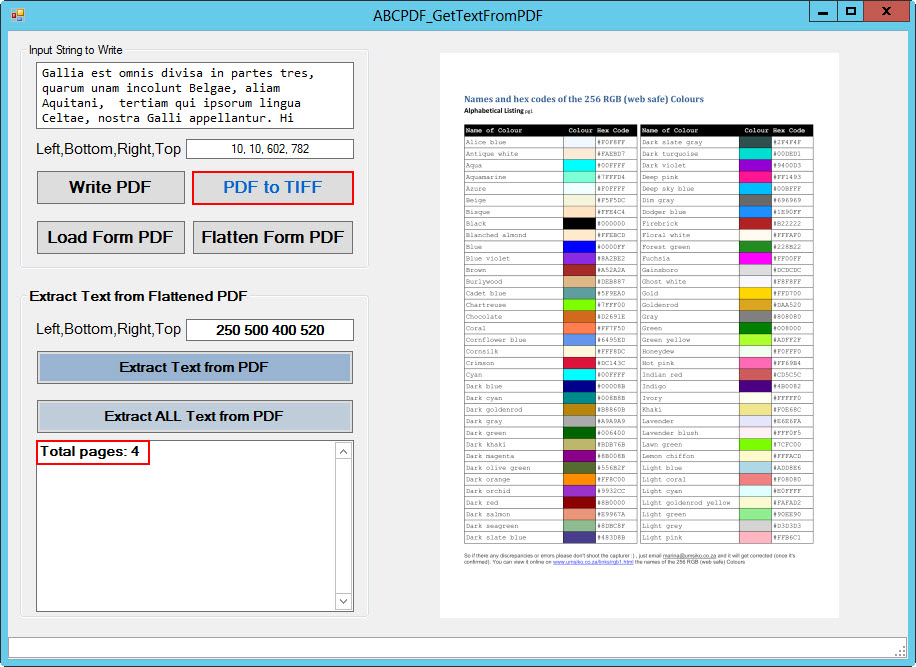 ABCPDF_GetTextFromPDF
Input String to Write
Gallia est omnis divisa in partes tres,
quarum unam incolunt Belgae, aliam
Aquitani,  tertiam qui ipsorum lingua
Celtae, nostra Galli appellantur. Hi
Left,Bottom,Right,Top 10, 10, 602, 782
Write PDF PDF to TIFF
Load Form PDF Flatten Form PDF
Extract Text from Flattened PDF
Left,Bottom,Right,Top 250 500 400 520
Extract Text from PDF
Extract ALL Text from PDF
Total pages: 4
Names and hex codes of the 256 RGB (web safe) Colours
Alphabetical Listing pg1
Name of Colour Colour Hex Code Name of Colour Colour Hex Code
Alice blue #F0F8FF Dark slate gray #2F4F4F
Antique white #FAEBD7 Dark turquoise #00DED1
Aqua #00FFFF Dark violet #9400D3
Aquamarine #7FFFD4 Deep pink #FF1493
Azure #F0FFFF Deep sky blue #00BFFF
Beige #F5F5DC Dim gray #696969
Bisque #FFE4C4 Dodger blue #1E90FF
Black #000000 Firebrick #B22222
Blanched almond #FFEBCD Floral white #FFFAF0
Blue #0000FF Forest green #228B22
Blue violet #8A2BE2 Fuchsia #FF00FF
Brown #A52A2A Gainsboro #DCDCDC
Burlywood #DEB887 Ghost white #F8F8FF
Cadet blue #5F9EA0 Gold #FFD700
Chartreuse #7FFF00 Goldenrod #DAA520
Chocolate #D2691E Gray #808080
Coral #FF7F50 Green #008000
Cornflower blue #6495ED Green yellow #ADFF2F
Cornsilk #FFF8DC Honeydew #F0FFF0
Crimson #DC143C Hot pink #FF69B4
Cyan #00FFFF Indian red #CD5C5C
Dark blue #00008B Indigo #4B0082
Dark cyan #008B8B Ivory #FFFFF0
Dark goldenrod #B8860B Khaki #F0E68C
Dark gray #A9A9A9 Lavender #E6E6FA
Dark green #006400 Lavender blush #FFF0F5
Dark khaki #BDB76B Lawn green #7CFC00
Dark magenta #8B008B Lemon chiffon #FFFACD
Dark olive green #556B2F Light blue #ADD8E6
Dark orange #FF8C00 Light coral #F08080
Dark orchid #9932CC Light cyan #E0FFFF
Dark red #8B0000 Light goldenrod yellow #FAFAD2
Dark salmon #E9967A Light green #90EE90
Dark seagreen #8DBC8F Light grey #D3D3D3
Dark slate blue #483D8B Light pink #FFB6C1
So if there any discrepancies or errors please don't shoot the capturer :) , just email marina@umsiko.co.za and it will get corrected (once it's
confirmed). You can view it online on www.umsiko.co.za/links/rgb1.html the names of the 256 RGB (web safe) Colours